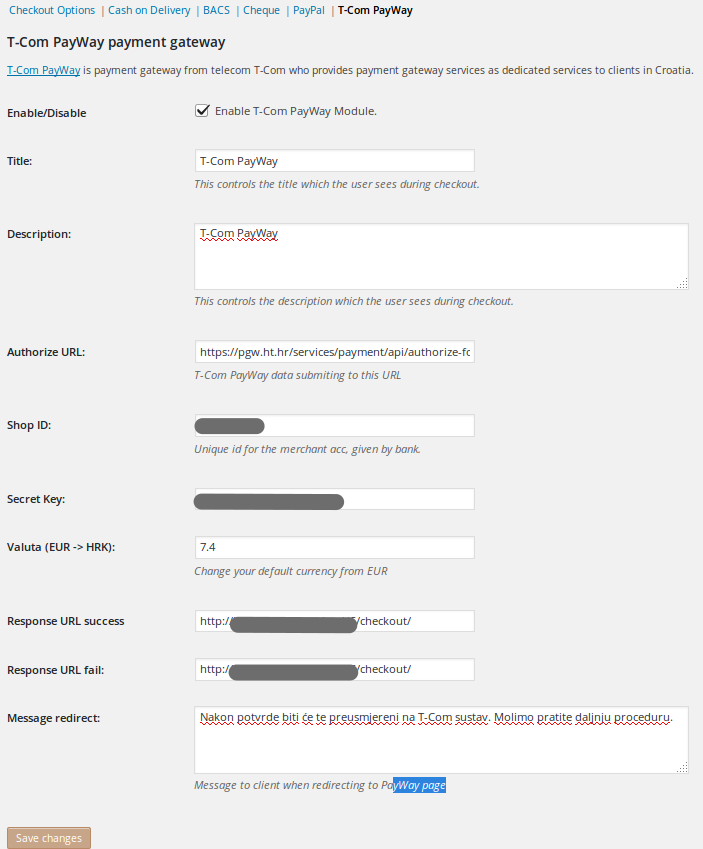 Checkout Options | Cash on Delivery | BACS | Cheque | PayPal | T-Com PayWay
T-Com PayWay payment gateway
T-Com PayWay is payment gateway from telecom T-Com who provides payment gateway services as dedicated services to clients in Croatia.
Enable/Disable Enable T-Com PayWay Module.
Title: T-Com PayWay
This controls the title which the user sees during checkout.
Description: T-Com PayWay
This controls the description which the user sees during checkout.
Authorize URL: https://pgw.ht.hr/services/payment/api/authorize-fo
T-Com PayWay data submiting to this URL
Shop ID:
Unique id for the merchant acc, given by bank.
Secret Key:
Valuta (EUR -> HRK): 7.4
Change your default currency from EUR
Response URL success http:/ /checkout/
Response URL fail: http:/ /checkout/
Message redirect: Nakon potvrde biti će te preusmjereni na T-Com sustav. Molimo pratite daljnju proceduru.
Message to client when redirecting to PayWay page
Save changes